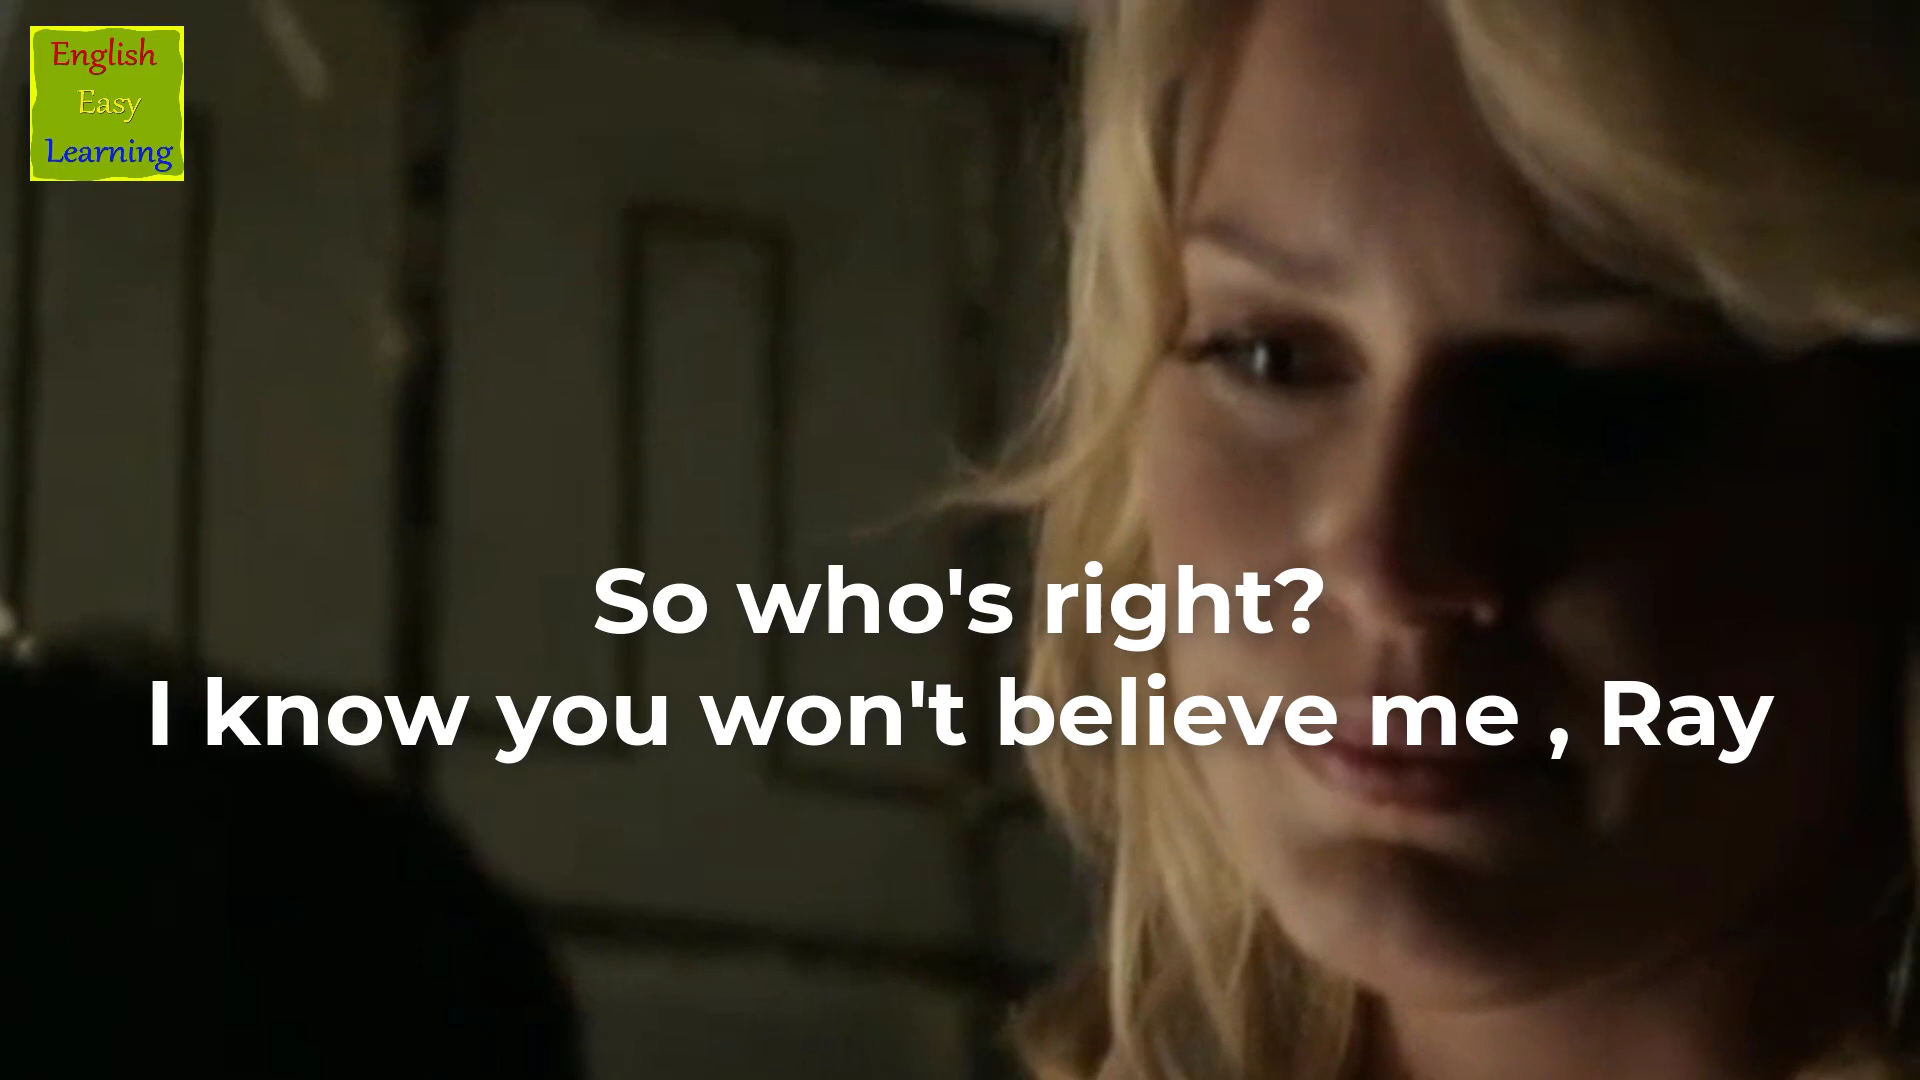 English
Easy
Learning
So who's right?
I know you won't believe me , Ray